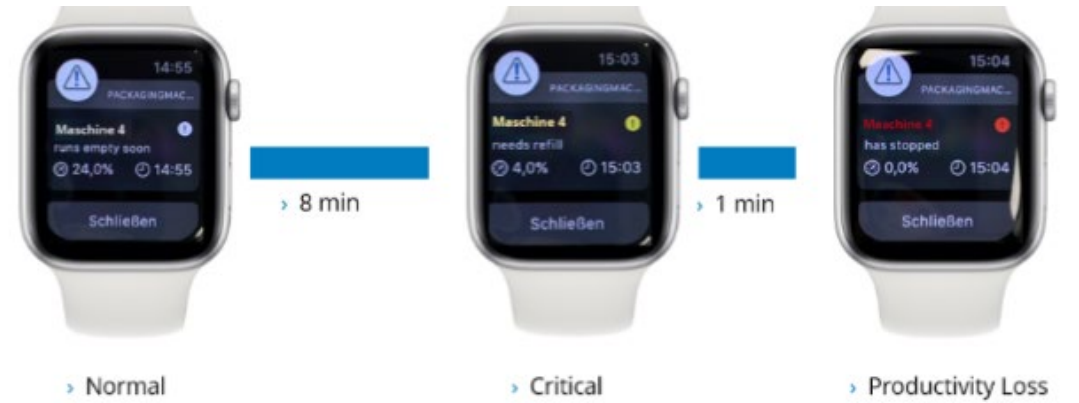 14:55
PACKAGINGMAC...
Maschine 4
runs empty soon
24,0% 14:55
Schließen
› 8 min
15:03
PACKAGINGMAC...
Maschine 4
needs refill
4,0% 15:03
Schließen
› 1 min
15:04
PACKAGINGMAC...
Maschine 4
has stopped
0,0% 15:04
Schließen
› Normal
› Critical
› Productivity Loss